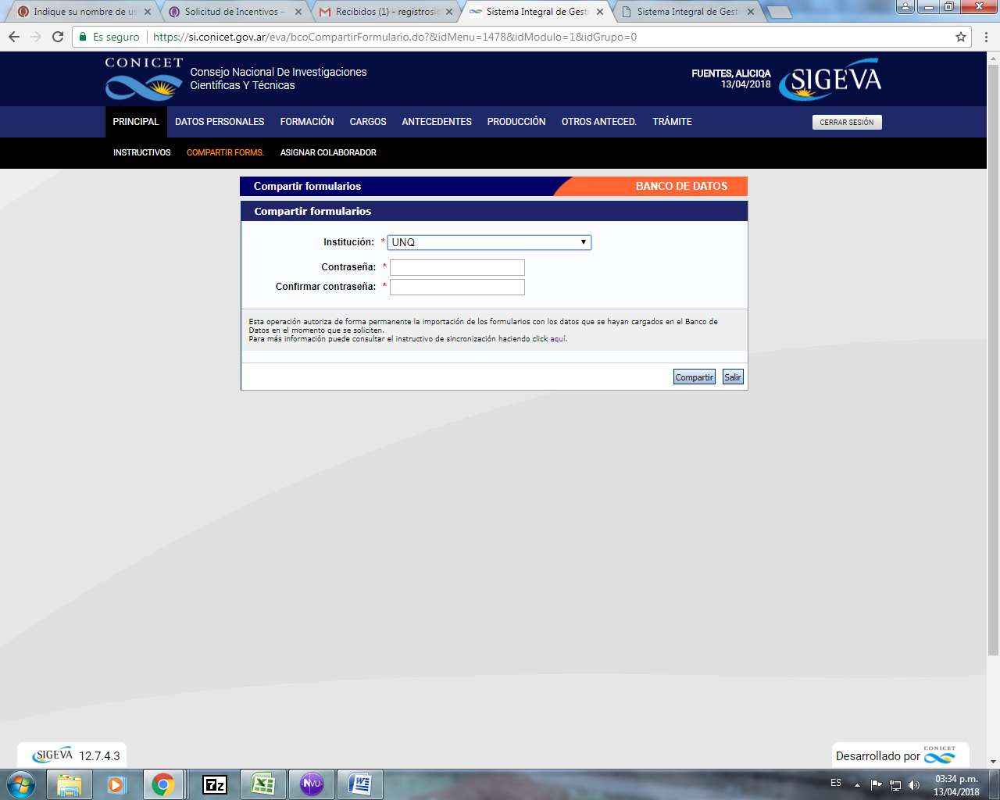 Indique su nombre de us
Solicitud de Incentivos –
Recibidos (1) - registrosig
Sistema Integral de Gest
Sistema Integral de Gest
Es seguro
https://si.conicet.gov.ar/eva/bcoCompartirFormulario.do?&idMenu=1478&idModulo=1&idGrupo=0
CONICET
Consejo Nacional De Investigaciones
Científicas Y Técnicas
FUENTES, ALICIQA
13/04/2018
SIGEVA
PRINCIPAL
DATOS PERSONALES
FORMACIÓN
CARGOS
ANTECEDENTES
PRODUCCIÓN
OTROS ANTECED.
TRÁMITE
CERRAR SESIÓN
INSTRUCTIVOS
COMPARTIR FORMS.
ASIGNAR COLABORADOR
Compartir formularios
BANCO DE DATOS
Compartir formularios
Institución: * UNQ
Contraseña: *
Confirmar contraseña: *
Esta operación autoriza de forma permanente la importación de los formularios con los datos que se hayan cargados en el Banco de
Datos en el momento que se soliciten.
Para más información puede consultar el instructivo de sincronización haciendo click aquí.
Compartir
Salir
SIGEVA 12.7.4.3
Desarrollado por CONICET
7z
NVU
ES
03:34 p.m.
13/04/2018